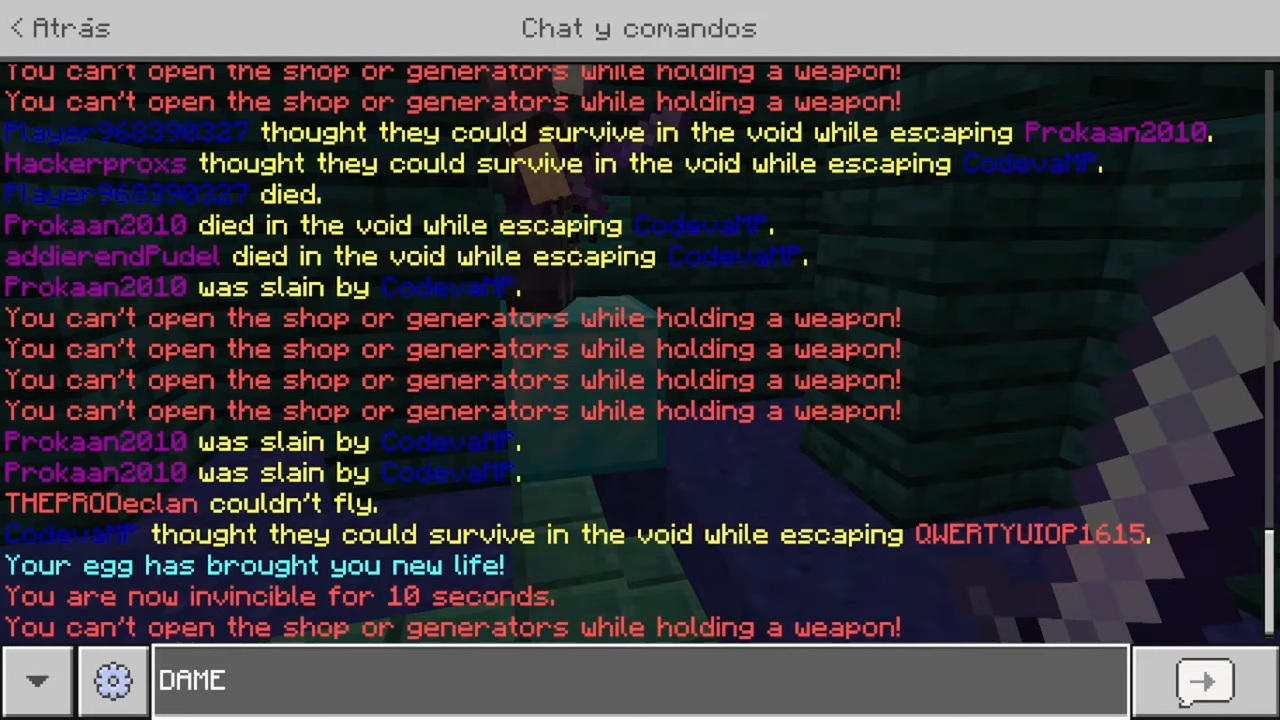 Atrás
Chat y comandos
You can't open the shop or generators while holding a weapon!
You can't open the shop or generators while holding a weapon!
Player968390327 thought they could survive in the void while escaping Prokaan2010.
Hackerproxs thought they could survive in the void while escaping CodevaMP.
Player968390327 died.
Prokaan2010 died in the void while escaping CodevaMP.
addierendPudel died in the void while escaping CodevaMP.
Prokaan2010 was slain by CodevaMP.
You can't open the shop or generators while holding a weapon!
You can't open the shop or generators while holding a weapon!
You can't open the shop or generators while holding a weapon!
You can't open the shop or generators while holding a weapon!
Prokaan2010 was slain by CodevaMP.
Prokaan2010 was slain by CodevaMP.
THEPRODeclan couldn't fly.
CodevaMP thought they could survive in the void while escaping QWERTYUIOP1615.
Your egg has brought you new life!
You are now invincible for 10 seconds.
You can't open the shop or generators while holding a weapon!
DAME